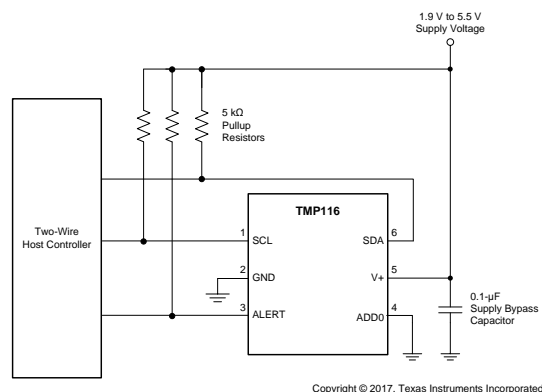 1.9 V to 5.5 V
Supply Voltage
5 kΩ
Pullup
Resistors
Two-Wire
Host Controller
TMP116
1
SCL
SDA
6
2
GND
V+
5
3
ALERT
ADD0
4
0.1-µF
Supply Bypass
Capacitor
Copyright © 2017, Texas Instruments Incorporated